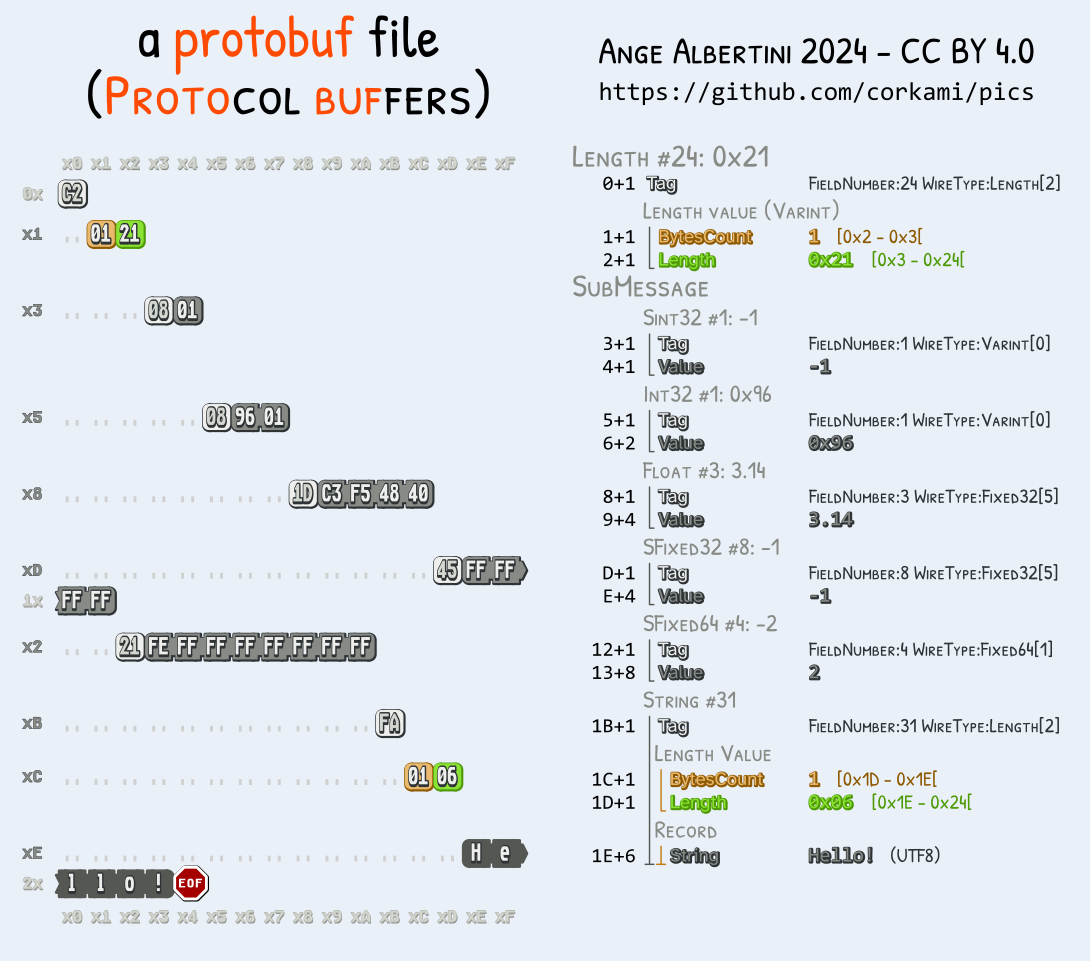 a protobuf file
(Protocol buffers)
x0 x1 x2 x3 x4 x5 x6 x7 x8 x9 xA xB xC xD xE xF
0x C2
x1 .. 01 21
x3 .. .. .. 08 01
x5 .. .. .. .. .. 08 96 01
x8 .. .. .. .. .. .. .. .. 1D C3 F5 48 40
xD .. .. .. .. .. .. .. .. .. .. .. .. .. 45 FF FF
1x FF FF
x2 .. .. 21 FE FF FF FF FF FF FF FF
xB .. .. .. .. .. .. .. .. .. .. .. FA
xC .. .. .. .. .. .. .. .. .. .. .. .. 01 06
xE .. .. .. .. .. .. .. .. .. .. .. .. .. .. H e
2x l l o ! EOF
x0 x1 x2 x3 x4 x5 x6 x7 x8 x9 xA xB xC xD xE xF
Ange Albertini 2024 - CC BY 4.0
https://github.com/corkami/pics
Length #24: 0x21
0+1 Tag FieldNumber:24 WireType:Length[2]
Length value (Varint)
1+1 BytesCount 1 [0x2 - 0x3[
2+1 Length 0x21 [0x3 - 0x24[
SubMessage
Sint32 #1: -1
3+1 Tag FieldNumber:1 WireType:Varint[0]
4+1 Value -1
Int32 #1: 0x96
5+1 Tag FieldNumber:1 WireType:Varint[0]
6+2 Value 0x96
Float #3: 3.14
8+1 Tag FieldNumber:3 WireType:Fixed32[5]
9+4 Value 3.14
SFixed32 #8: -1
D+1 Tag FieldNumber:8 WireType:Fixed32[5]
E+4 Value -1
SFixed64 #4: -2
12+1 Tag FieldNumber:4 WireType:Fixed64[1]
13+8 Value 2
String #31
1B+1 Tag FieldNumber:31 WireType:Length[2]
Length Value
1C+1 BytesCount 1 [0x1D - 0x1E[
1D+1 Length 0x06 [0x1E - 0x24[
Record
1E+6 String Hello! (UTF8)